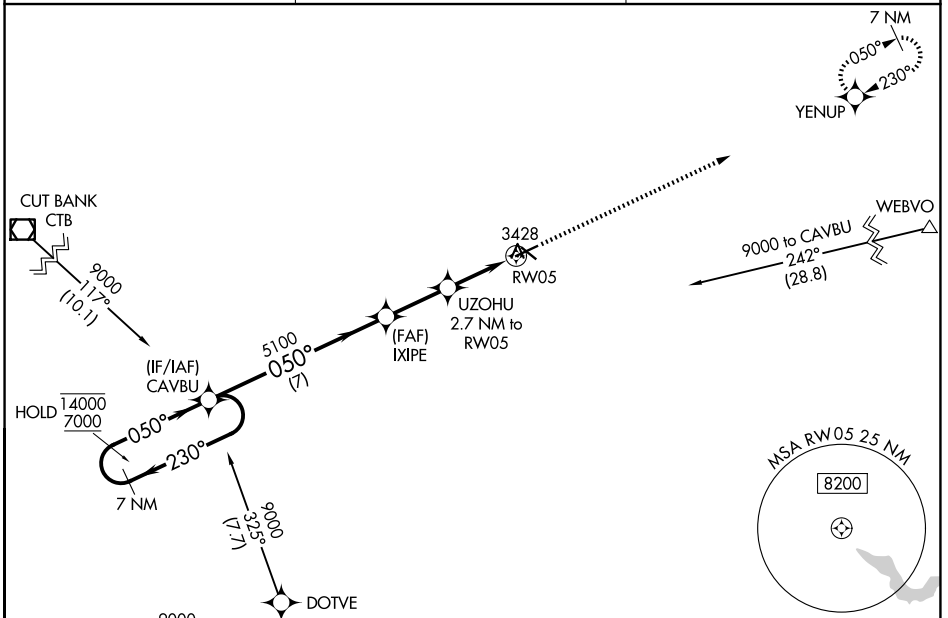 7 NM
050°
230°
YENUP
CUT BANK
CTB
9000
117°
(10.1)
WEBVO
9000 to CAVBU
242°
(28.8)
3428
RW05
UZOHU
2.7 NM to
RW05
(FAF)
IXIPE
5100
050°
(7)
(IF/IAF)
CAVBU
HOLD
14000
7000
050°
230°
7 NM
9000
325°
(7.7)
DOTVE
MSA RW05 25 NM
8200